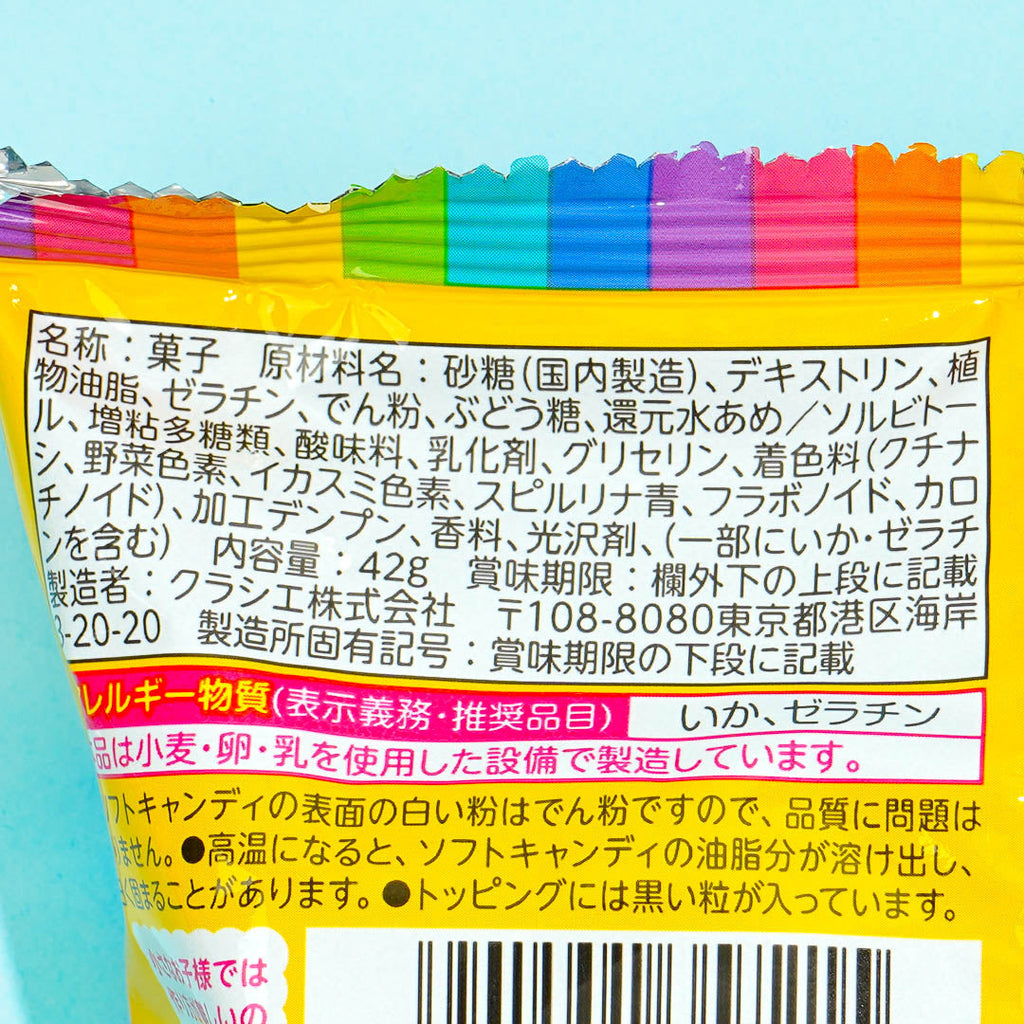 名称：菓子　原材料名：砂糖（国内製造）、デキストリン、植
物油脂、ゼラチン、でん粉、ぶどう糖、還元水あめ／ソルビトー
ル、増粘多糖類、酸味料、乳化剤、グリセリン、着色料（クチナ
シ、野菜色素、イカスミ色素、スピルリナ青、フラボノイド、カロ
チノイド）、加工デンプン、香料、光沢剤、（一部にいか・ゼラチ
ンを含む）　内容量：42g　賞味期限：欄外下の上段に記載
製造者：クラシエ株式会社　〒108-8080東京都港区海岸
3-20-20　製造所固有記号：賞味期限の下段に記載
レルギー物質(表示義務・推奨品目)　いか、ゼラチン
品は小麦・卵・乳を使用した設備で製造しています。
フトキャンディの表面の白い粉はでん粉ですので、品質に問題は
ません。●高温になると、ソフトキャンディの油脂分が溶け出し、
く固まることがあります。●トッピングには黒い粒が入っています。
お子様では